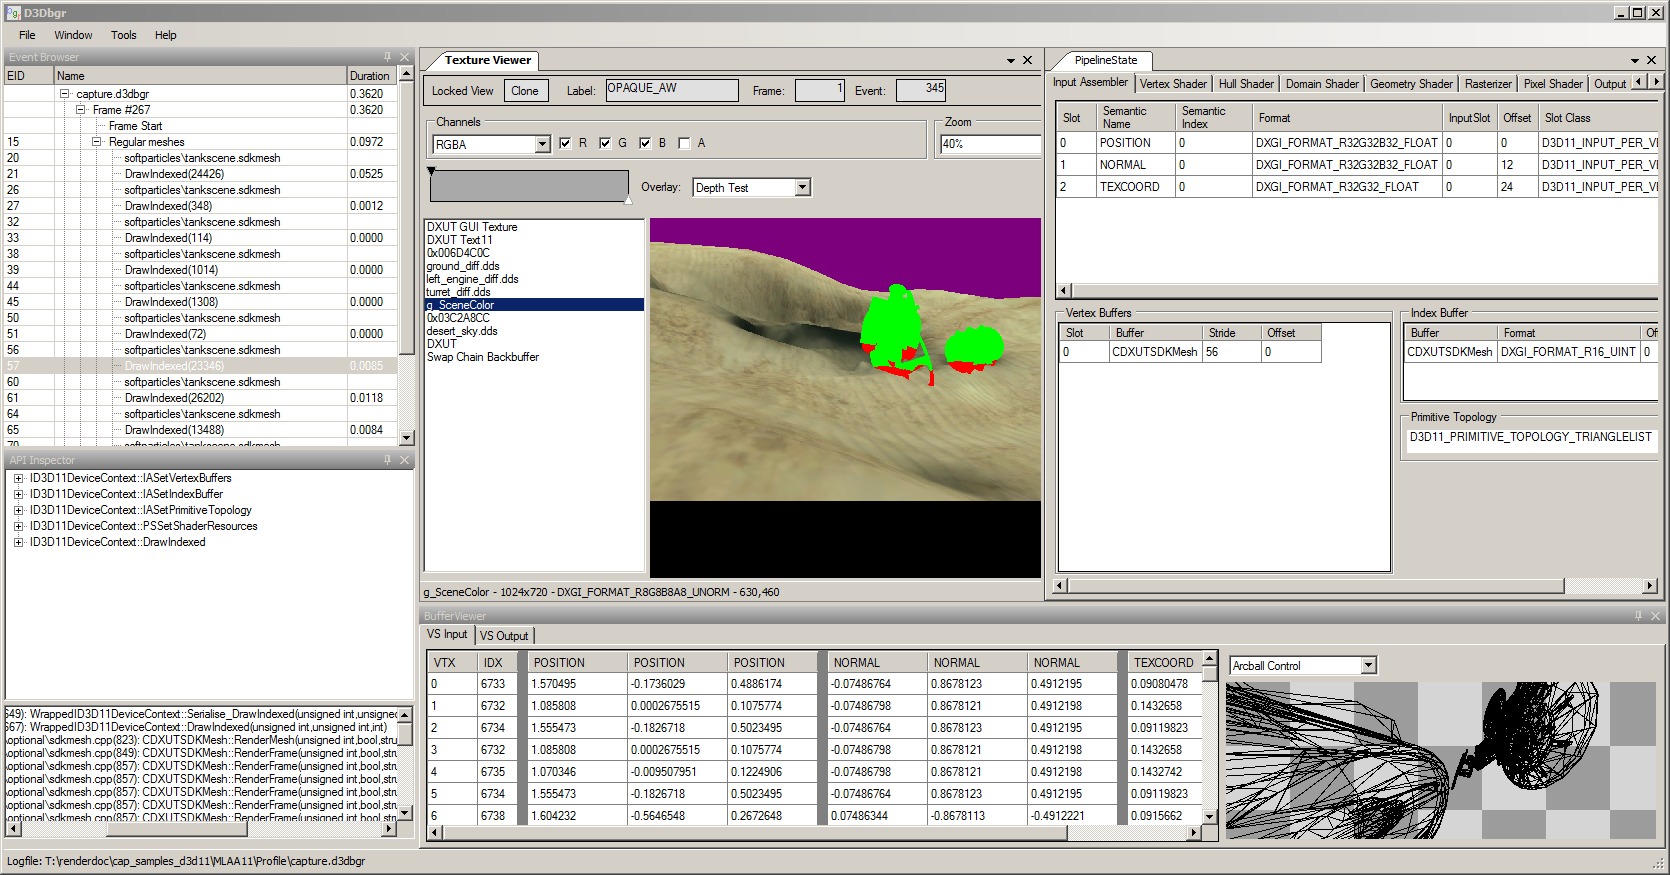 D3Dbgr
File Window Tools Help
Event Browser
EID Name Duration
capture.d3dbgr 0.3620
Frame #267 0.3620
Frame Start
15 Regular meshes 0.0972
20 softparticles\tankscene.sdkmesh
21 DrawIndexed(24426) 0.0525
26 softparticles\tankscene.sdkmesh
27 DrawIndexed(348) 0.0012
32 softparticles\tankscene.sdkmesh
33 DrawIndexed(114) 0.0000
38 softparticles\tankscene.sdkmesh
39 DrawIndexed(1014) 0.0000
44 softparticles\tankscene.sdkmesh
45 DrawIndexed(1308) 0.0000
50 softparticles\tankscene.sdkmesh
51 DrawIndexed(72) 0.0000
56 softparticles\tankscene.sdkmesh
57 DrawIndexed(23346) 0.0085
60 softparticles\tankscene.sdkmesh
61 DrawIndexed(26202) 0.0118
64 softparticles\tankscene.sdkmesh
65 DrawIndexed(13488) 0.0084
70 softparticles\tankscene.sdkmesh
API Inspector
ID3D11DeviceContext::IASetVertexBuffers
ID3D11DeviceContext::IASetIndexBuffer
ID3D11DeviceContext::IASetPrimitiveTopology
ID3D11DeviceContext::PSSetShaderResources
ID3D11DeviceContext::DrawIndexed
649): WrappedID3D11DeviceContext::Serialise_DrawIndexed(unsigned int,unsigned
667): WrappedID3D11DeviceContext::DrawIndexed(unsigned int,unsigned int,int)
\optional\sdkmesh.cpp(823): CDXUTSDKMesh::RenderMesh(unsigned int,bool,stru
\optional\sdkmesh.cpp(849): CDXUTSDKMesh::RenderFrame(unsigned int,bool,stru
\optional\sdkmesh.cpp(857): CDXUTSDKMesh::RenderFrame(unsigned int,bool,stru
\optional\sdkmesh.cpp(857): CDXUTSDKMesh::RenderFrame(unsigned int,bool,stru
\optional\sdkmesh.cpp(857): CDXUTSDKMesh::RenderFrame(unsigned int,bool,stru
\optional\sdkmesh.cpp(857): CDXUTSDKMesh::RenderFrame(unsigned int,bool,stru
\optional\sdkmesh.cpp(857): CDXUTSDKMesh::RenderFrame(unsigned int,bool,stru
Texture Viewer
Locked View Clone Label: OPAQUE_AW Frame: 1 Event: 345
Channels
RGBA R G B A
Zoom
40%
Overlay: Depth Test
DXUT GUI Texture
DXUT Text11
0x006D4C0C
ground_diff.dds
left_engine_diff.dds
turret_diff.dds
g_SceneColor
0x03C2A8CC
desert_sky.dds
DXUT
Swap Chain Backbuffer
g_SceneColor - 1024x720 - DXGI_FORMAT_R8G8B8A8_UNORM - 630,460
PipelineState
Input Assembler Vertex Shader Hull Shader Domain Shader Geometry Shader Rasterizer Pixel Shader Output
Slot Semantic Name Semantic Index Format InputSlot Offset Slot Class
0 POSITION 0 DXGI_FORMAT_R32G32B32_FLOAT 0 0 D3D11_INPUT_PER_VE
1 NORMAL 0 DXGI_FORMAT_R32G32B32_FLOAT 0 12 D3D11_INPUT_PER_VE
2 TEXCOORD 0 DXGI_FORMAT_R32G32_FLOAT 0 24 D3D11_INPUT_PER_VE
Vertex Buffers
Slot Buffer Stride Offset
0 CDXUTSDKMesh 56 0
Index Buffer
Buffer Format Of
CDXUTSDKMesh DXGI_FORMAT_R16_UINT 0
Primitive Topology
D3D11_PRIMITIVE_TOPOLOGY_TRIANGLELIST
BufferViewer
VS Input VS Output
VTX IDX POSITION POSITION POSITION NORMAL NORMAL NORMAL TEXCOORD
0 6733 1.570495 -0.1736029 0.4886174 -0.07486764 0.8678123 0.4912195 0.09080478
1 6732 1.085808 0.0002675515 0.1075774 -0.07486798 0.8678121 0.4912198 0.1432658
2 6734 1.555473 -0.1826718 0.5023495 -0.07486764 0.8678123 0.4912195 0.09119823
3 6732 1.085808 0.0002675515 0.1075774 -0.07486798 0.8678121 0.4912198 0.1432658
4 6735 1.070346 -0.009507951 0.1224906 -0.07486798 0.8678121 0.4912198 0.1432742
5 6734 1.555473 -0.1826718 0.5023495 -0.07486764 0.8678123 0.4912195 0.09119823
6 6738 1.604232 -0.5646548 0.2672648 0.07486344 -0.8678113 -0.4912221 0.0915662
Arcball Control
Logfile: T:\renderdoc\cap_samples_d3d11\MLAA11\Profile\capture.d3dbgr